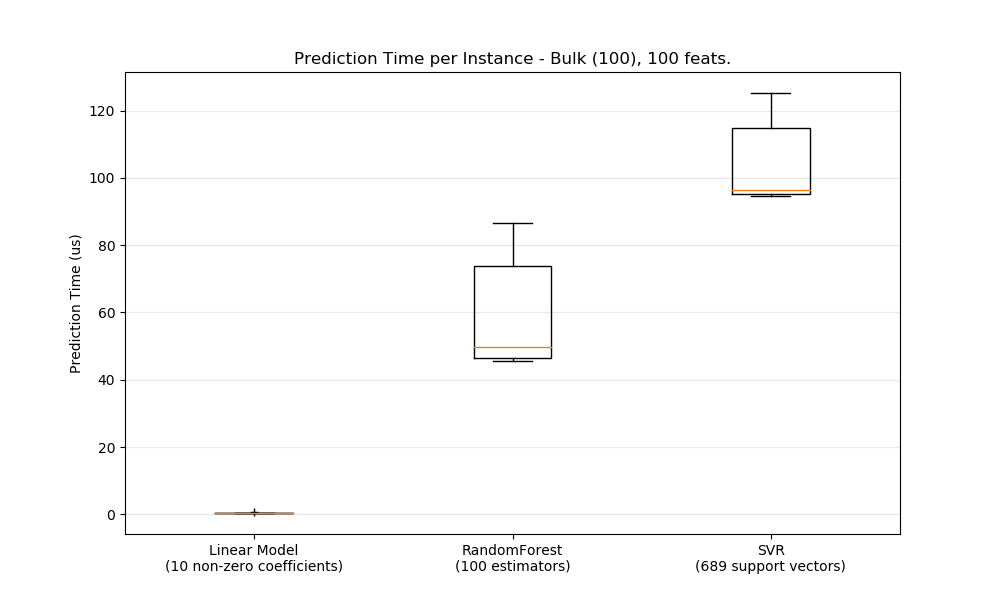 Prediction Time per Instance - Bulk (100), 100 feats.
Prediction Time (us)
120
100
80
60
40
20
0
Linear Model
(10 non-zero coefficients)
RandomForest
(100 estimators)
SVR
(689 support vectors)